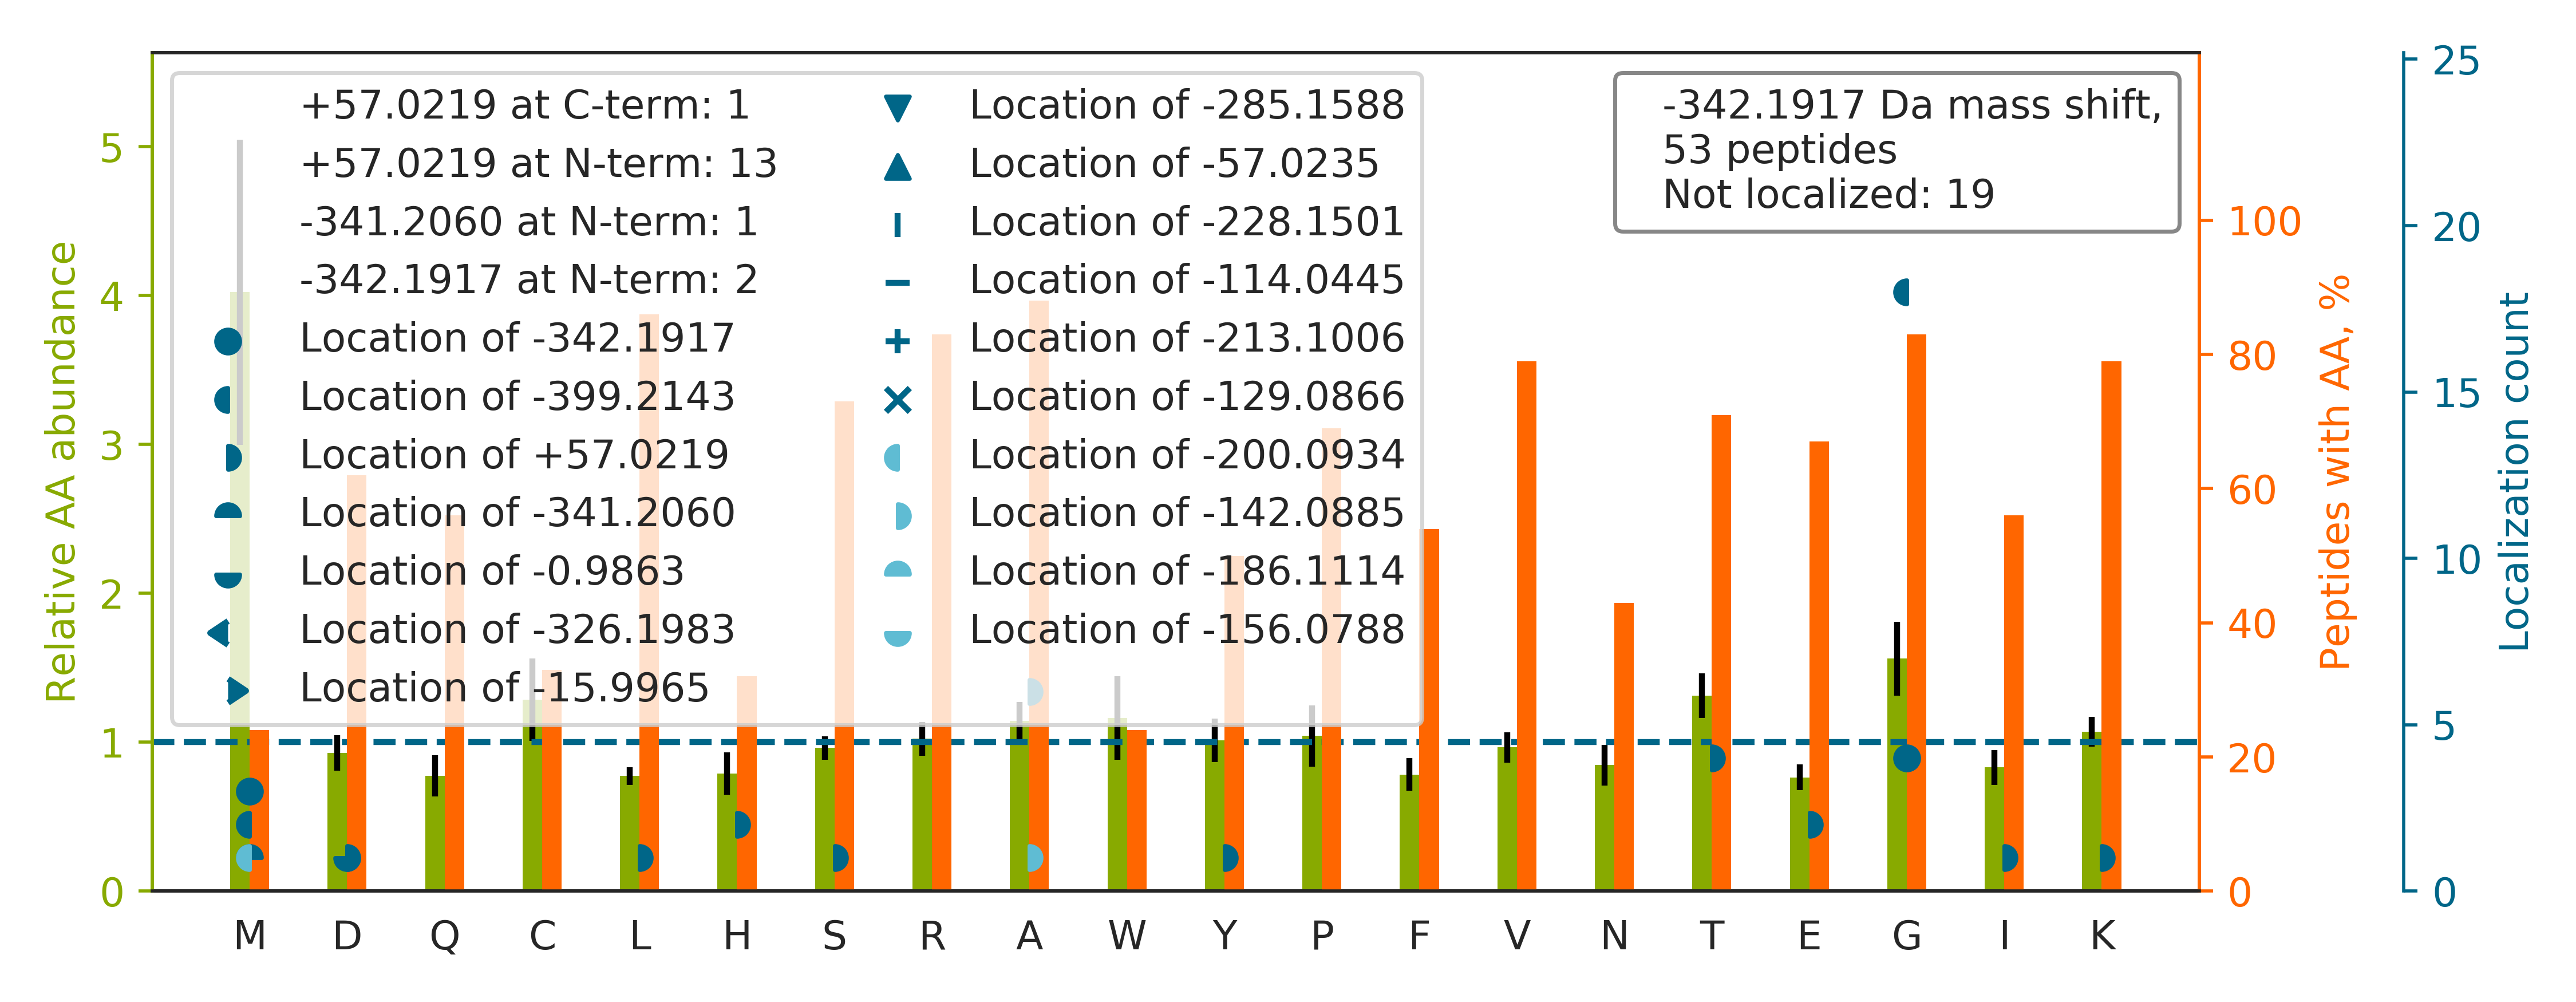 +57.0219 at C-term: 1
+57.0219 at N-term: 13
-341.2060 at N-term: 1
-342.1917 at N-term: 2
Location of -342.1917
Location of -399.2143
Location of +57.0219
Location of -341.2060
Location of -0.9863
Location of -326.1983
Location of -15.9965
Location of -285.1588
Location of -57.0235
Location of -228.1501
Location of -114.0445
Location of -213.1006
Location of -129.0866
Location of -200.0934
Location of -142.0885
Location of -186.1114
Location of -156.0788
-342.1917 Da mass shift,
53 peptides
Not localized: 19
Relative AA abundance
5
4
3
2
1
0
100
80
60
40
20
0
Peptides with AA, %
25
20
15
10
5
0
Localization count
M D Q C L H S R A W Y P F V N T E G I K